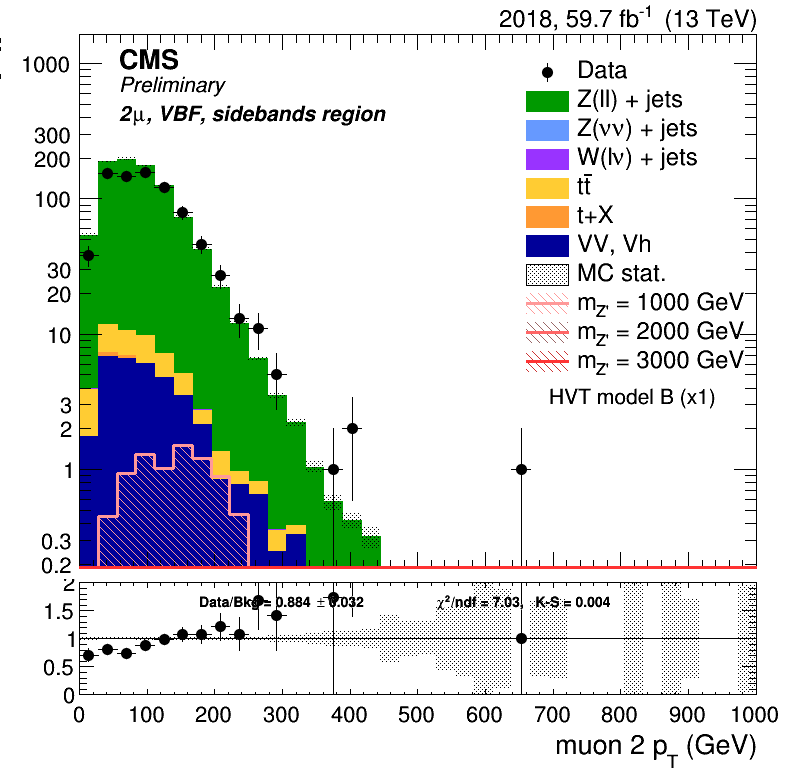 2018, 59.7 fb⁻¹ (13 TeV)
CMS
Preliminary
2μ, VBF, sidebands region
Data
Z(ll) + jets
Z(νν) + jets
W(lν) + jets
tt̄
t+X
VV, Vh
MC stat.
m_Z' = 1000 GeV
m_Z' = 2000 GeV
m_Z' = 3000 GeV
HVT model B (x1)
1000
300
200
100
30
20
10
3
2
1
0.3
0.2
Data/Bkg = 0.884 ± 0.032
χ²/ndf = 7.03, K-S = 0.004
2
1.5
1
0.5
0
0 100 200 300 400 500 600 700 800 900 1000
muon 2 p_T (GeV)